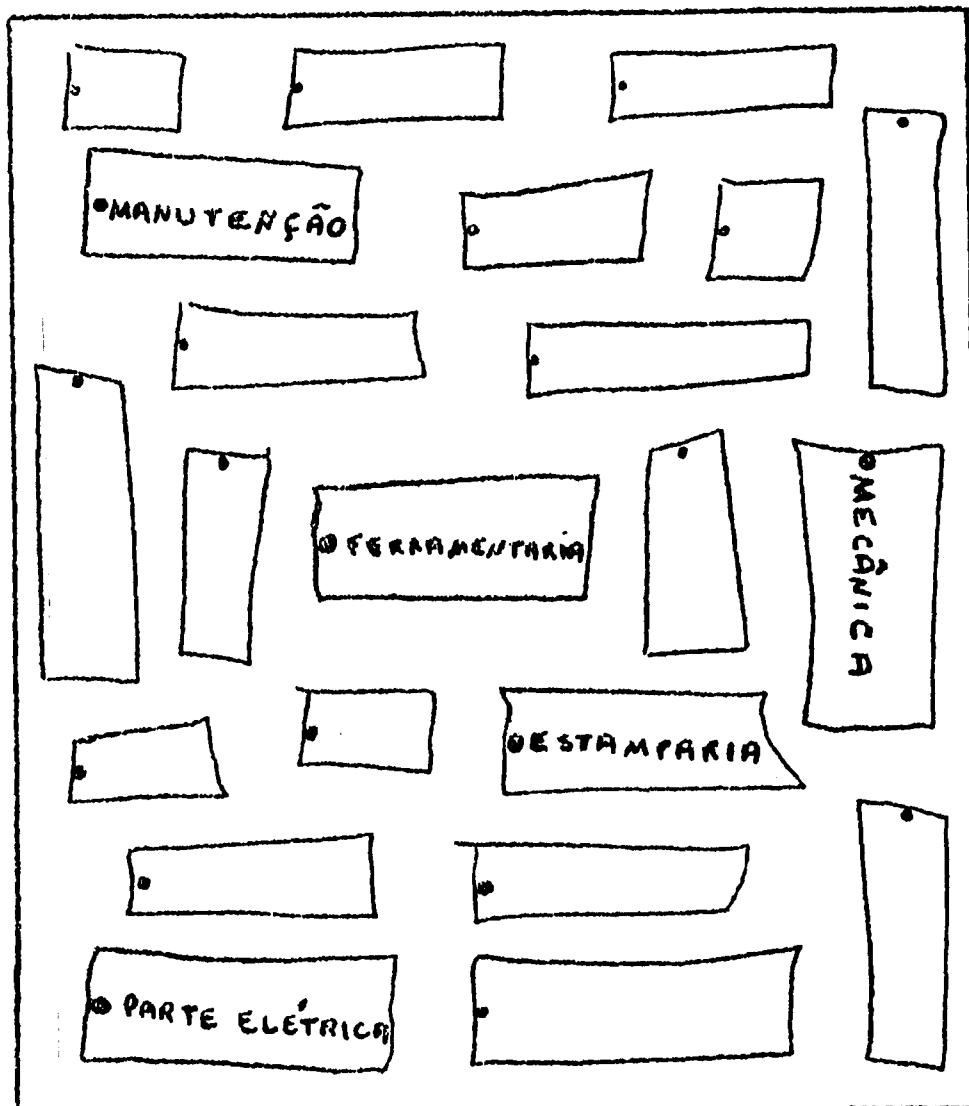 MANUTENÇÃO
FERRAMENTARIA
MECÂNICA
ESTAMPARIA
PARTE ELÉTRICA